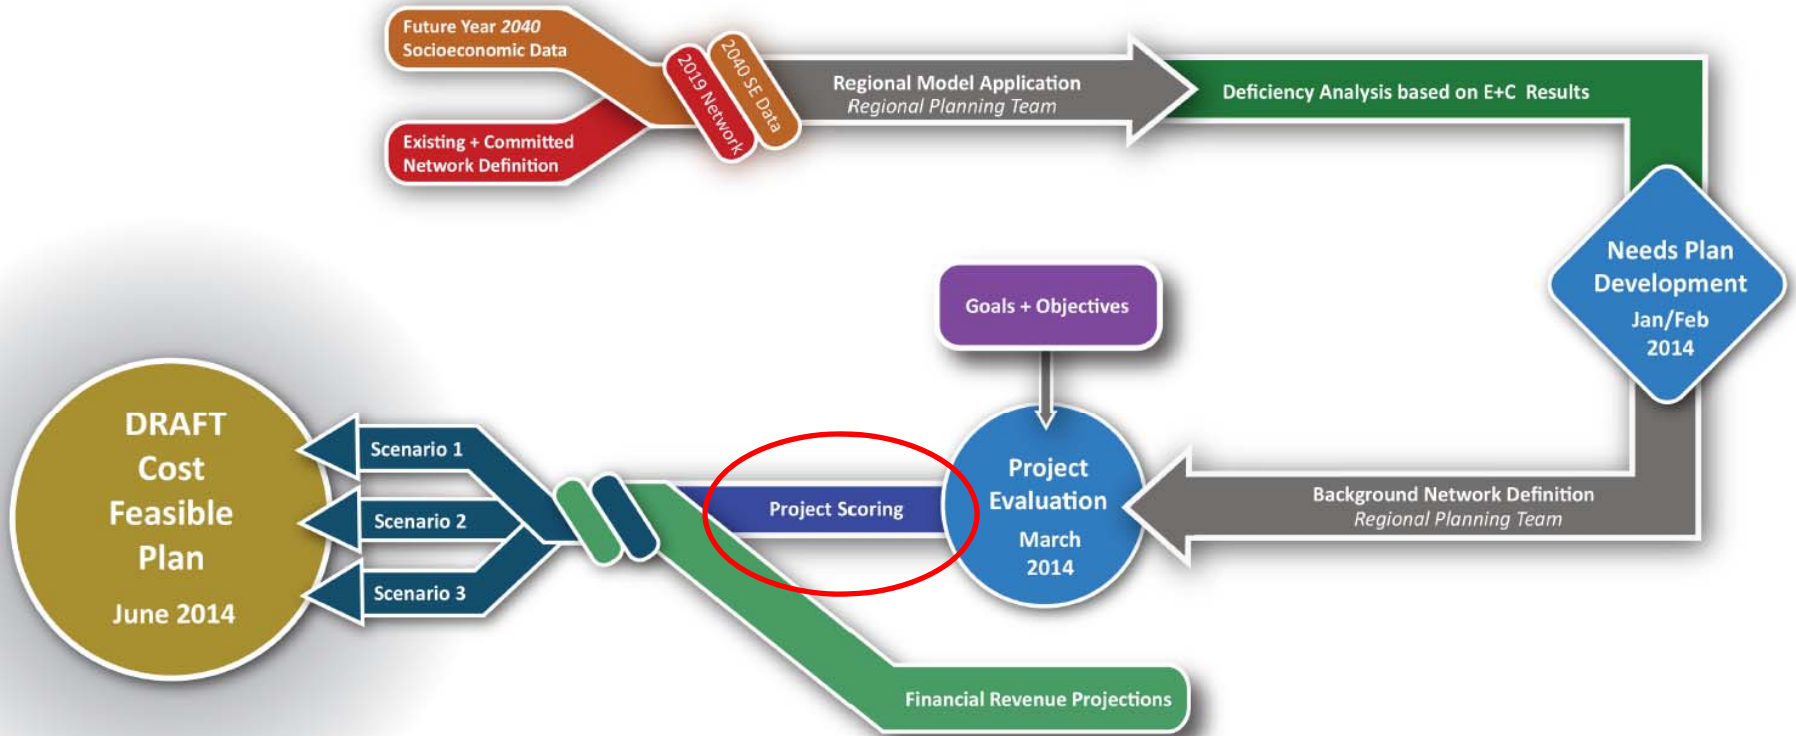 Future Year 2040
Socioeconomic Data
Existing + Committed
Network Definition
2019 Network
2040 SE Data
Regional Model Application
Regional Planning Team
Deficiency Analysis based on E+C Results
Needs Plan
Development
Jan/Feb
2014
Background Network Definition
Regional Planning Team
Goals + Objectives
Project
Evaluation
March
2014
Project Scoring
Financial Revenue Projections
Scenario 1
Scenario 2
Scenario 3
DRAFT
Cost
Feasible
Plan
June 2014